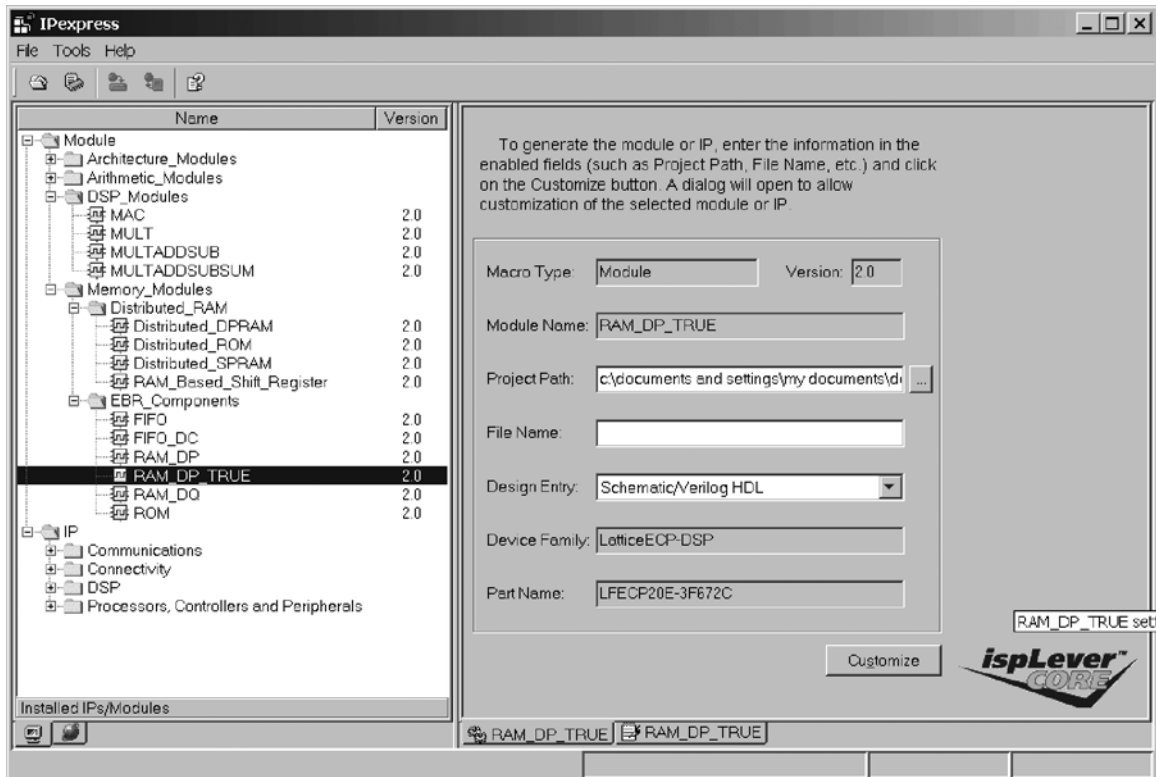 IPexpress
File Tools Help
Name Version
Module
Architecture_Modules
Arithmetic_Modules
DSP_Modules
MAC 2.0
MULT 2.0
MULTADDSUB 2.0
MULTADDSUBSUM 2.0
Memory_Modules
Distributed_RAM
Distributed_DPRAM 2.0
Distributed_ROM 2.0
Distributed_SPRAM 2.0
RAM_Based_Shift_Register 2.0
EBR_Components
FIFO 2.0
FIFO_DC 2.0
RAM_DP 2.0
RAM_DP_TRUE 2.0
RAM_DQ 2.0
ROM 2.0
IP
Communications
Connectivity
DSP
Processors, Controllers and Peripherals
Installed IPs/Modules
To generate the module or IP, enter the information in the
enabled fields (such as Project Path, File Name, etc.) and click
on the Customize button. A dialog will open to allow
customization of the selected module or IP.
Macro Type: Module Version: 2.0
Module Name: RAM_DP_TRUE
Project Path: c:\documents and settings\my documents\d ...
File Name:
Design Entry: Schematic/Verilog HDL
Device Family: LatticeECP-DSP
Part Name: LFECP20E-3F672C
RAM_DP_TRUE sett
Customize
ispLever™
CORE
RAM_DP_TRUE RAM_DP_TRUE